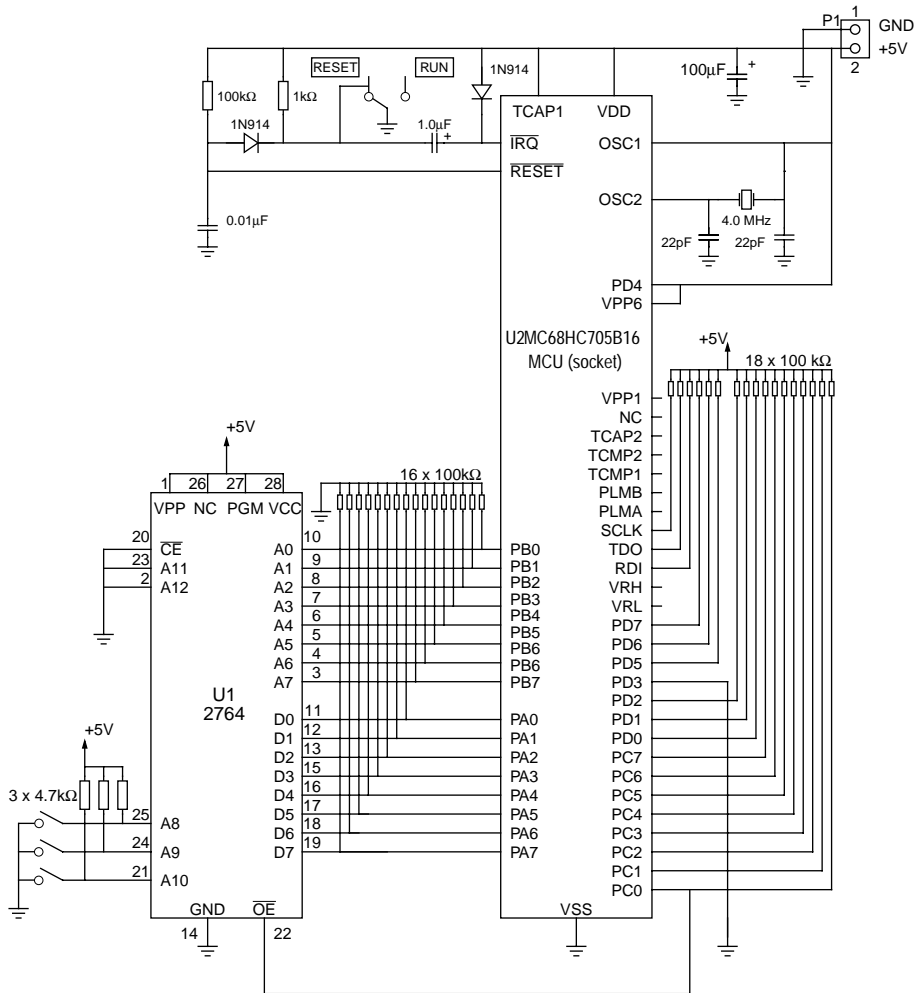 P1
1
GND
+5V
2
RESET
RUN
1N914
100µF
+
100kΩ
1kΩ
1N914
1.0µF
+
TCAP1
VDD
IRQ
OSC1
RESET
OSC2
0.01µF
4.0 MHz
22pF
22pF
PD4
VPP6
U2MC68HC705B16
MCU (socket)
+5V
18 x 100 kΩ
VPP1
NC
TCAP2
TCMP2
TCMP1
PLMB
PLMA
SCLK
TDO
RDI
VRH
VRL
PD7
PD6
PD5
PD3
PD2
PD1
PD0
PC7
PC6
PC5
PC4
PC3
PC2
PC1
PC0
+5V
16 x 100kΩ
1
26
27
28
VPP
NC
PGM
VCC
20
CE
A0
10
PB0
23
A11
A1
9
PB1
2
A12
A2
8
PB2
A3
7
PB3
A4
6
PB4
A5
5
PB5
A6
4
PB6
PB6
A7
3
PB7
U1
2764
D0
11
PA0
D1
12
PA1
D2
13
PA2
D3
15
PA3
D4
16
PA4
D5
17
PA5
D6
18
PA6
D7
19
PA7
+5V
3 x 4.7kΩ
25
A8
24
A9
21
A10
GND
OE
14
22
VSS